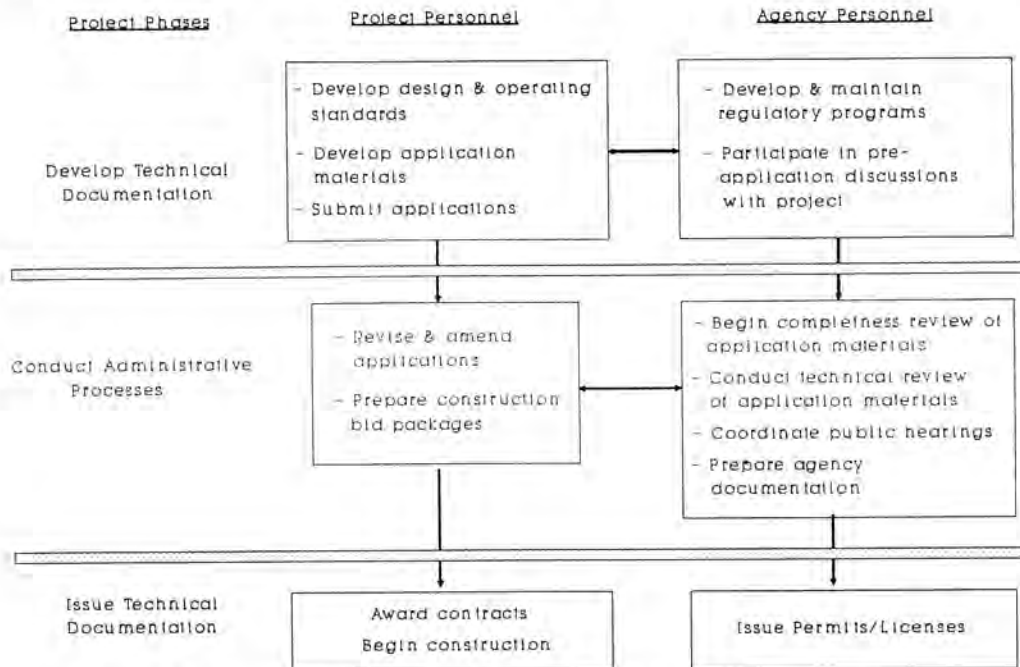 Project Phases
Project Personnel
Agency Personnel
Develop Technical
Documentation
- Develop design & operating
standards
- Develop application
materials
- Submit applications
- Develop & maintain
regulatory programs
- Participate in pre-
application discussions
with project
Conduct Administrative
Processes
- Revise & amend
applications
- Prepare construction
bid packages
- Begin completness review of
application materials
- Conduct technical review
of application materials
- Coordinate public hearings
- Prepare agency
documentation
Issue Technical
Documentation
Award contracts
Begin construction
Issue Permits/Licenses